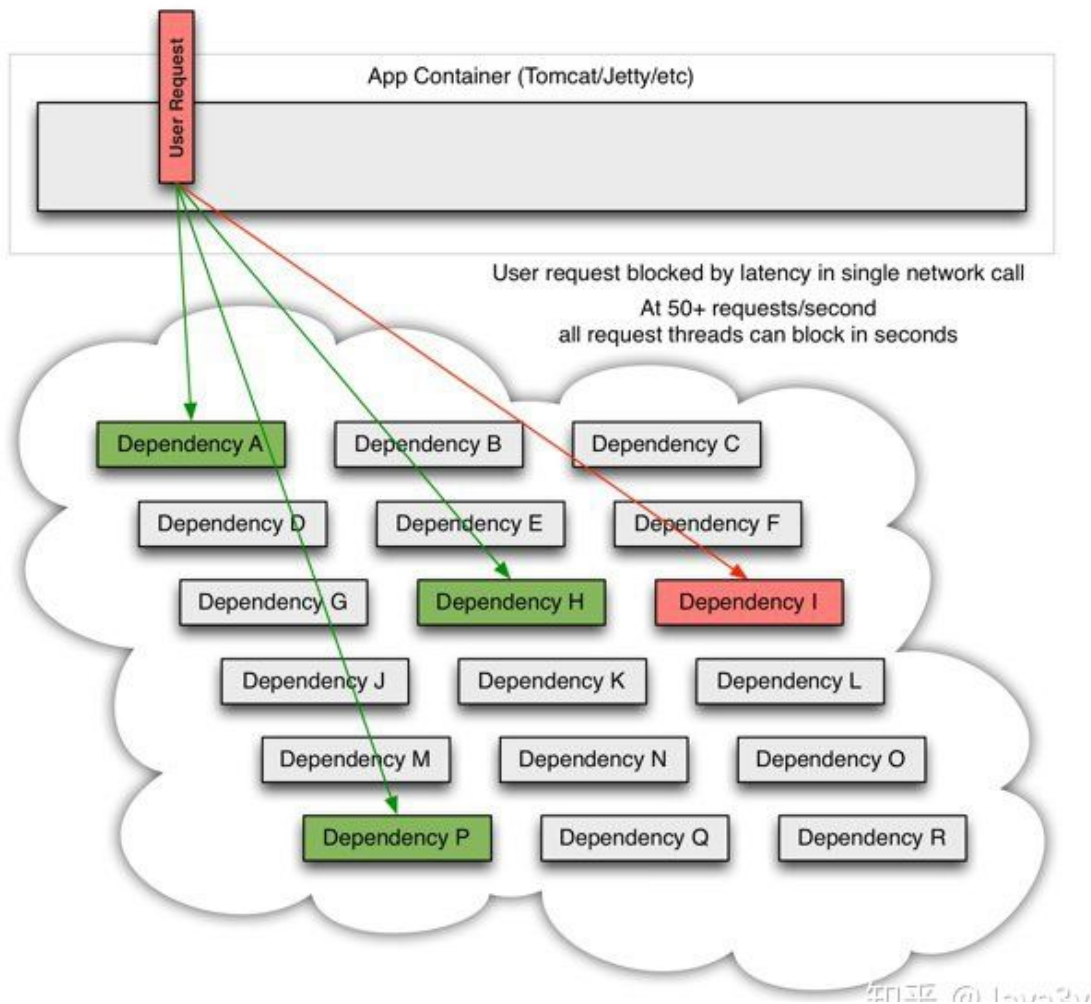 User Request
App Container (Tomcat/Jetty/etc)
User request blocked by latency in single network call
At 50+ requests/second
all request threads can block in seconds
Dependency A
Dependency B
Dependency C
Dependency D
Dependency E
Dependency F
Dependency G
Dependency H
Dependency I
Dependency J
Dependency K
Dependency L
Dependency M
Dependency N
Dependency O
Dependency P
Dependency Q
Dependency R
知乎 @Java3y